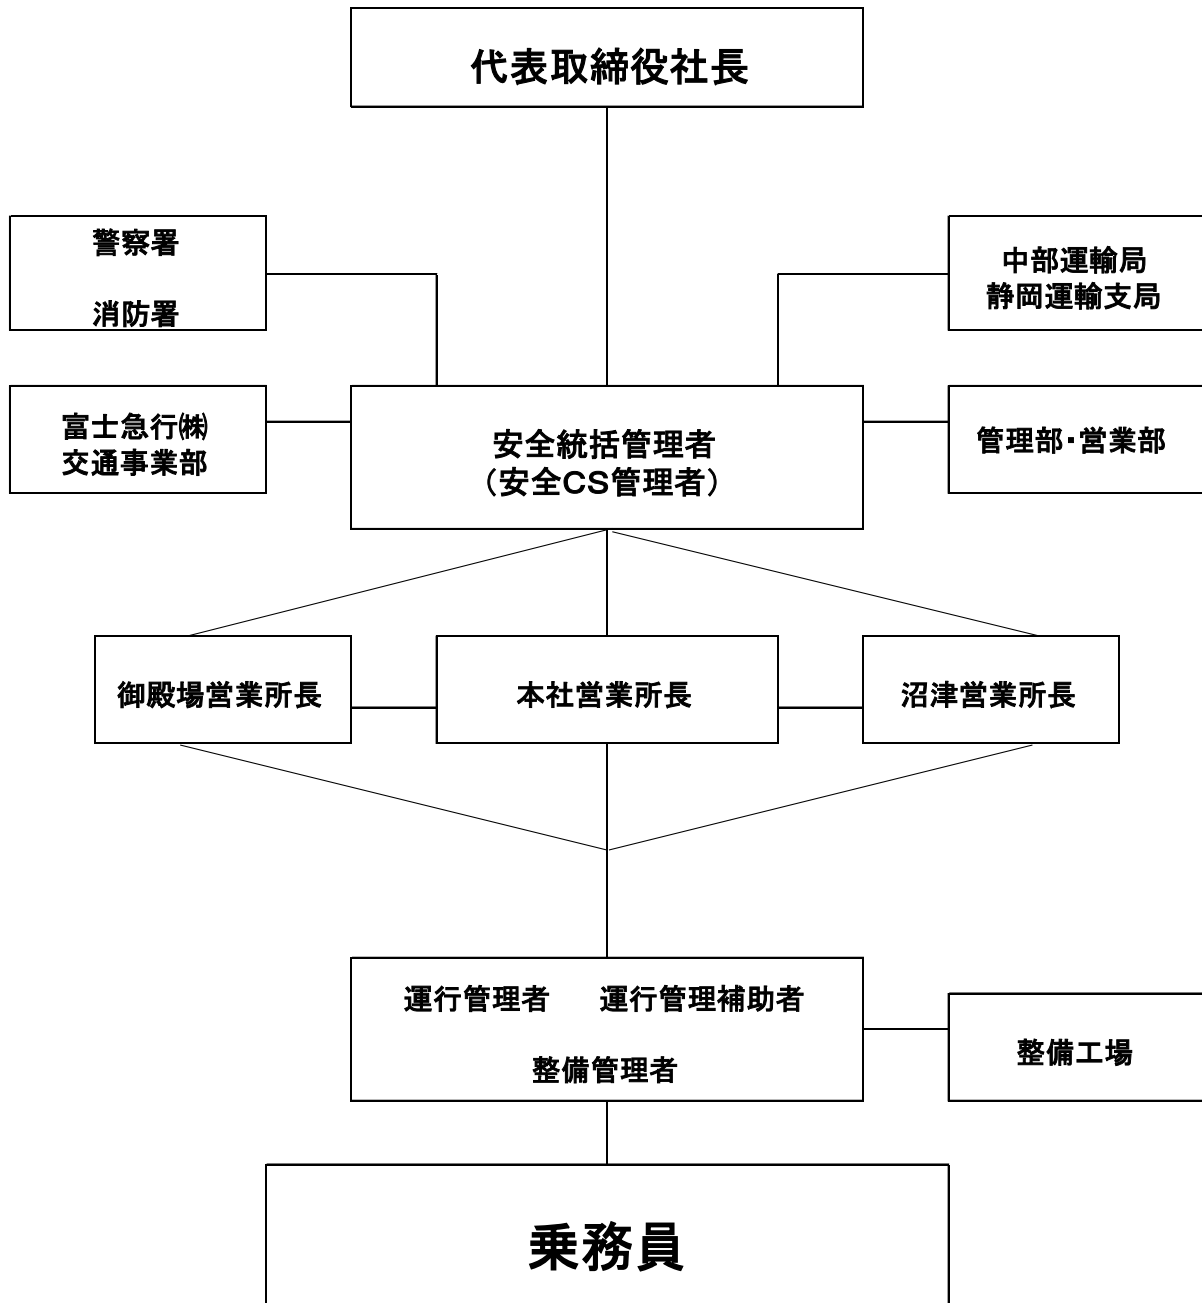 代表取締役社長
警察署
消防署
中部運輸局
静岡運輸支局
富士急行㈱
交通事業部
安全統括管理者
（安全CS管理者）
管理部・営業部
御殿場営業所長
本社営業所長
沼津営業所長
運行管理者 運行管理補助者
整備管理者
整備工場
乗務員